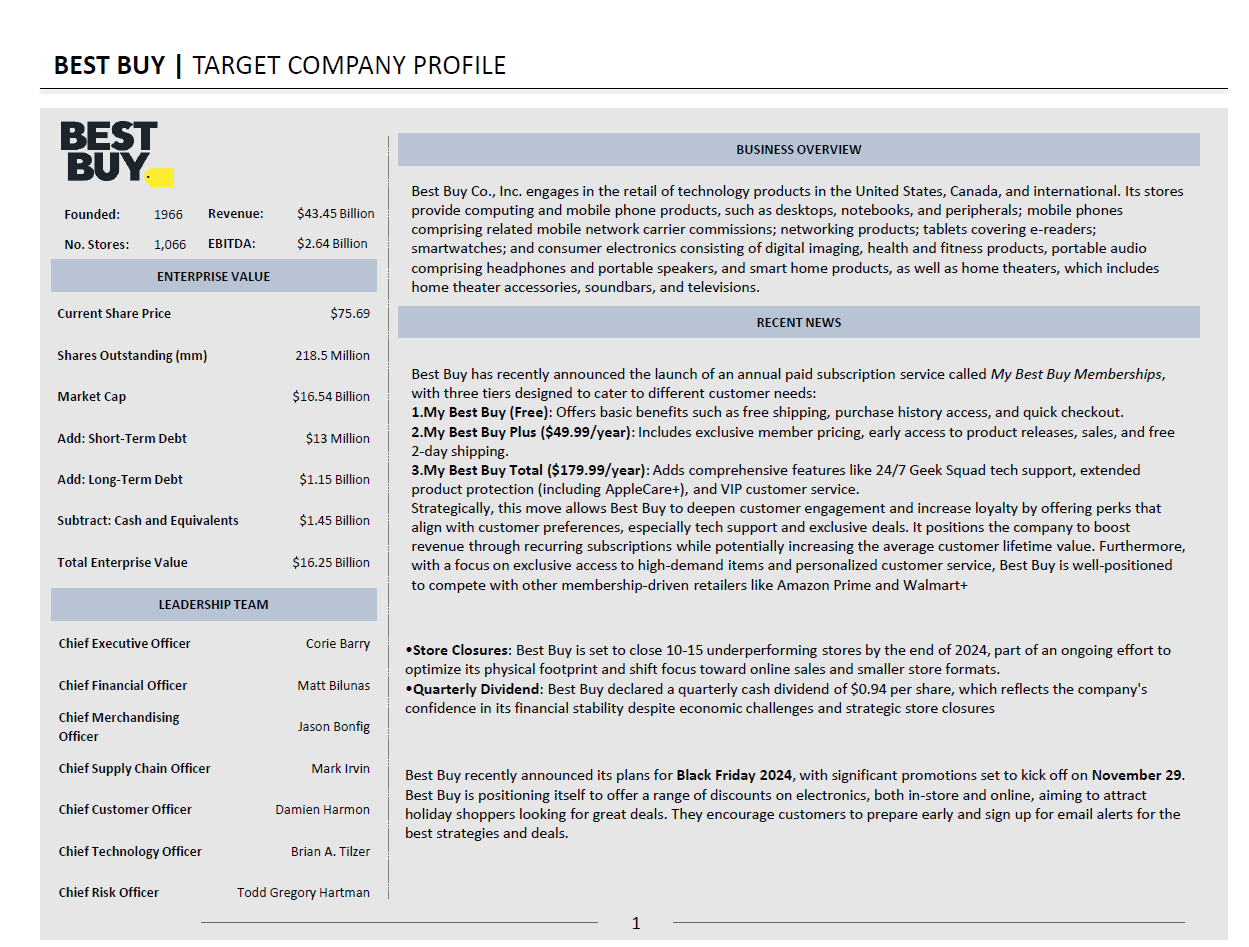 BEST BUY | TARGET COMPANY PROFILE
BEST
BUY
Founded: 1966 Revenue: $43.45 Billion
No. Stores: 1,066 EBITDA: $2.64 Billion
ENTERPRISE VALUE
Current Share Price $75.69
Shares Outstanding (mm) 218.5 Million
Market Cap $16.54 Billion
Add: Short-Term Debt $13 Million
Add: Long-Term Debt $1.15 Billion
Subtract: Cash and Equivalents $1.45 Billion
Total Enterprise Value $16.25 Billion
LEADERSHIP TEAM
Chief Executive Officer Corie Barry
Chief Financial Officer Matt Bilunas
Chief Merchandising
Officer Jason Bonfig
Chief Supply Chain Officer Mark Irvin
Chief Customer Officer Damien Harmon
Chief Technology Officer Brian A. Tilzer
Chief Risk Officer Todd Gregory Hartman
BUSINESS OVERVIEW
Best Buy Co., Inc. engages in the retail of technology products in the United States, Canada, and international. Its stores
provide computing and mobile phone products, such as desktops, notebooks, and peripherals; mobile phones
comprising related mobile network carrier commissions; networking products; tablets covering e-readers;
smartwatches; and consumer electronics consisting of digital imaging, health and fitness products, portable audio
comprising headphones and portable speakers, and smart home products, as well as home theaters, which includes
home theater accessories, soundbars, and televisions.
RECENT NEWS
Best Buy has recently announced the launch of an annual paid subscription service called My Best Buy Memberships,
with three tiers designed to cater to different customer needs:
1.My Best Buy (Free): Offers basic benefits such as free shipping, purchase history access, and quick checkout.
2.My Best Buy Plus ($49.99/year): Includes exclusive member pricing, early access to product releases, sales, and free
2-day shipping.
3.My Best Buy Total ($179.99/year): Adds comprehensive features like 24/7 Geek Squad tech support, extended
product protection (including AppleCare+), and VIP customer service.
Strategically, this move allows Best Buy to deepen customer engagement and increase loyalty by offering perks that
align with customer preferences, especially tech support and exclusive deals. It positions the company to boost
revenue through recurring subscriptions while potentially increasing the average customer lifetime value. Furthermore,
with a focus on exclusive access to high-demand items and personalized customer service, Best Buy is well-positioned
to compete with other membership-driven retailers like Amazon Prime and Walmart+
•Store Closures: Best Buy is set to close 10-15 underperforming stores by the end of 2024, part of an ongoing effort to
optimize its physical footprint and shift focus toward online sales and smaller store formats.
•Quarterly Dividend: Best Buy declared a quarterly cash dividend of $0.94 per share, which reflects the company's
confidence in its financial stability despite economic challenges and strategic store closures
Best Buy recently announced its plans for Black Friday 2024, with significant promotions set to kick off on November 29.
Best Buy is positioning itself to offer a range of discounts on electronics, both in-store and online, aiming to attract
holiday shoppers looking for great deals. They encourage customers to prepare early and sign up for email alerts for the
best strategies and deals.
1